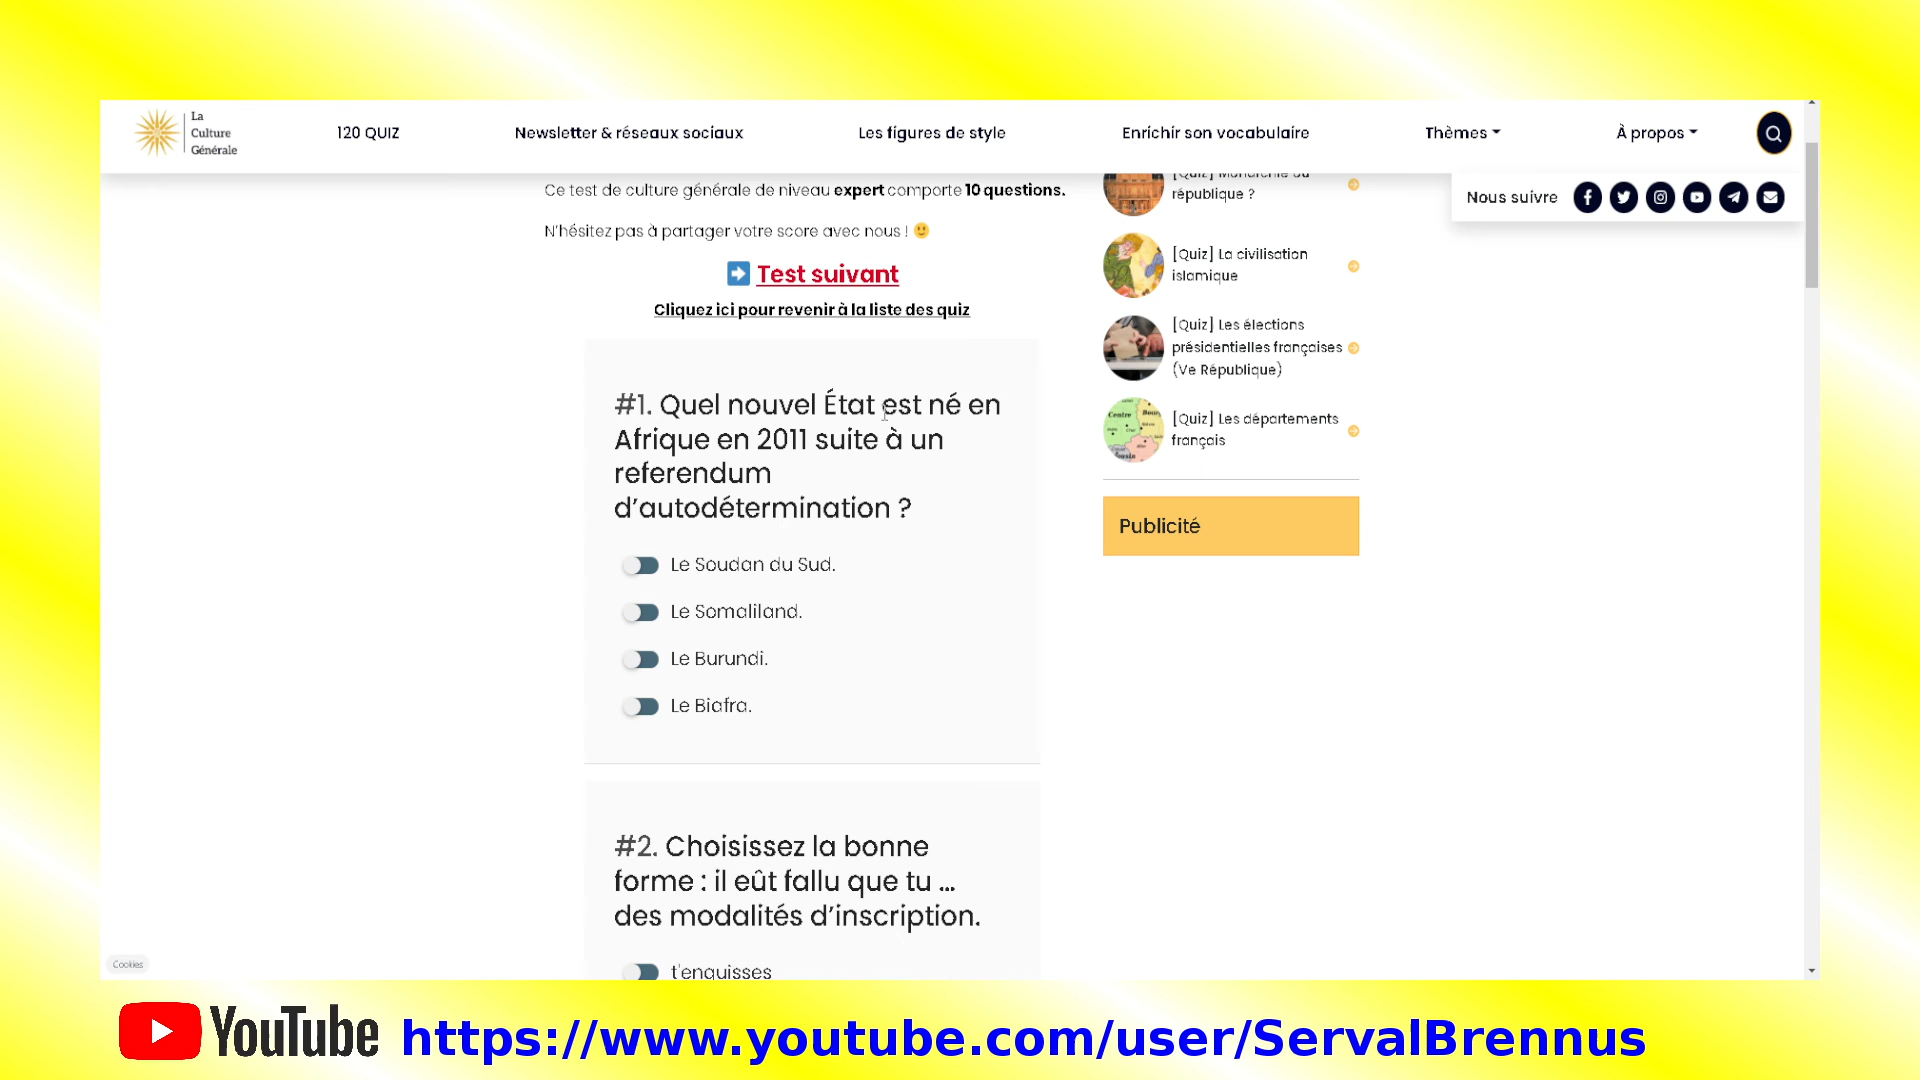 La
Culture
Générale
120 QUIZ
Newsletter & réseaux sociaux
Les figures de style
Enrichir son vocabulaire
Thèmes
À propos
Nous suivre
Ce test de culture générale de niveau expert comporte 10 questions.
N'hésitez pas à partager votre score avec nous ! 🙂
➡ Test suivant
Cliquez ici pour revenir à la liste des quiz
#1. Quel nouvel État est né en
Afrique en 2011 suite à un
referendum
d'autodétermination ?
Le Soudan du Sud.
Le Somaliland.
Le Burundi.
Le Biafra.
#2. Choisissez la bonne
forme : il eût fallu que tu ...
des modalités d'inscription.
t'enquisses
[Quiz] Monarchie ou
république ?
[Quiz] La civilisation
islamique
[Quiz] Les élections
présidentielles françaises
(Ve République)
[Quiz] Les départements
français
Publicité
Cookies
YouTube https://www.youtube.com/user/ServalBrennus